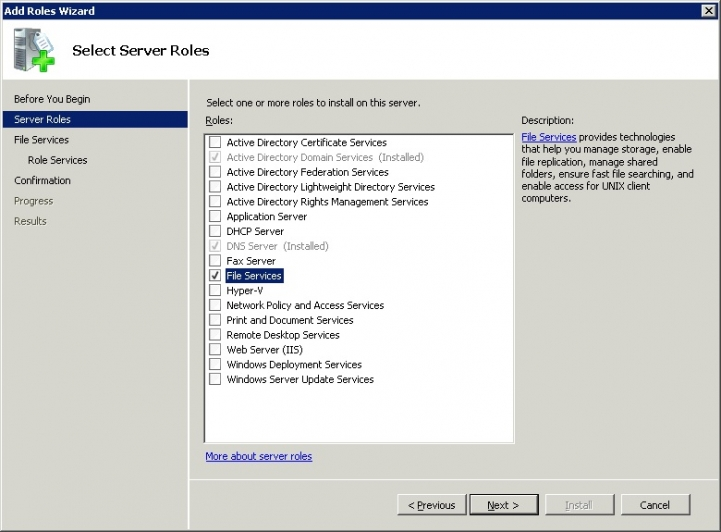 Add Roles Wizard
Select Server Roles
Before You Begin
Server Roles
File Services
Role Services
Confirmation
Progress
Results
Select one or more roles to install on this server.
Roles:
Active Directory Certificate Services
Active Directory Domain Services (Installed)
Active Directory Federation Services
Active Directory Lightweight Directory Services
Active Directory Rights Management Services
Application Server
DHCP Server
DNS Server (Installed)
Fax Server
File Services
Hyper-V
Network Policy and Access Services
Print and Document Services
Remote Desktop Services
Web Server (IIS)
Windows Deployment Services
Windows Server Update Services
More about server roles
Description:
File Services provides technologies
that help you manage storage, enable
file replication, manage shared
folders, ensure fast file searching, and
enable access for UNIX client
computers.
< Previous
Next >
Install
Cancel